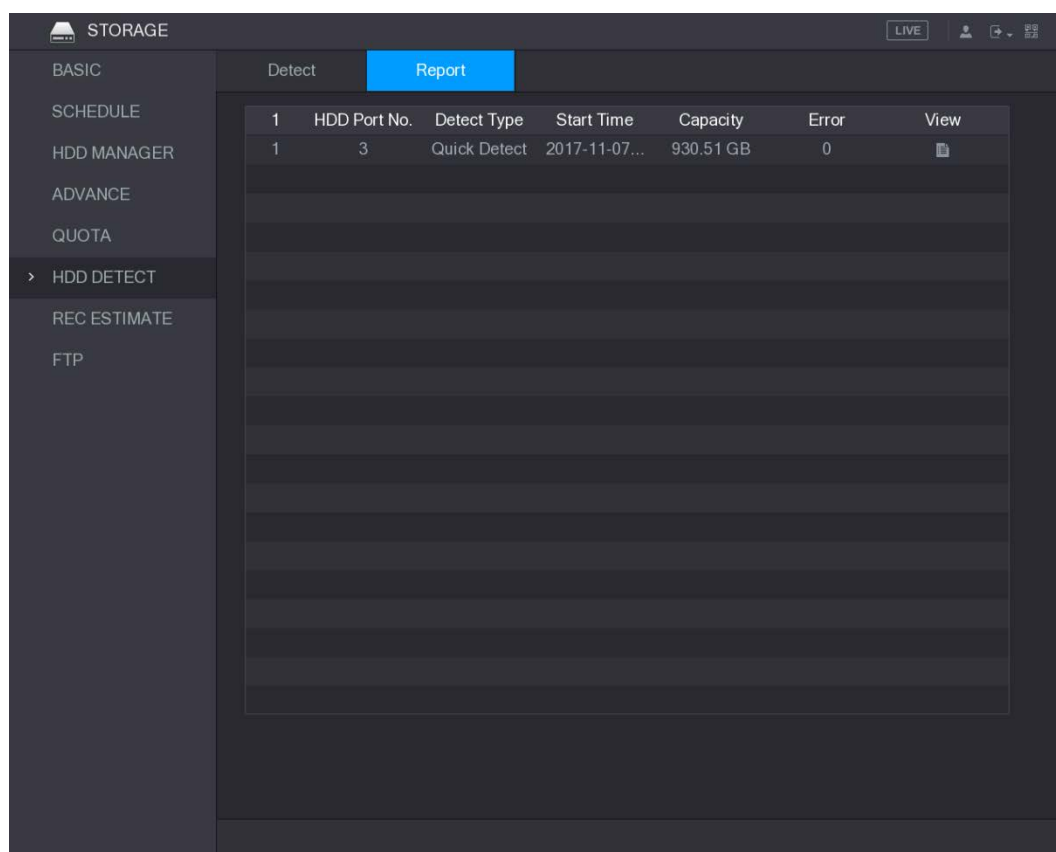 STORAGE LIVE
BASIC
SCHEDULE
HDD MANAGER
ADVANCE
QUOTA
HDD DETECT
REC ESTIMATE
FTP
Detect Report
1 HDD Port No. Detect Type Start Time Capacity Error View
1 3 Quick Detect 2017-11-07... 930.51 GB 0